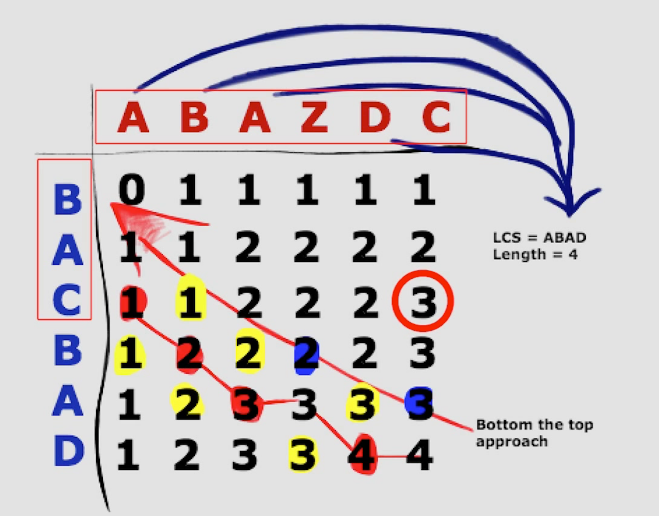 A B A Z D C
B 0 1 1 1 1 1
A 1 1 2 2 2 2
LCS = ABAD
Length = 4
C 1 1 2 2 2 3
B 1 2 2 2 2 3
A 1 2 3 3 3 3
Bottom the top
approach
D 1 2 3 3 4 4